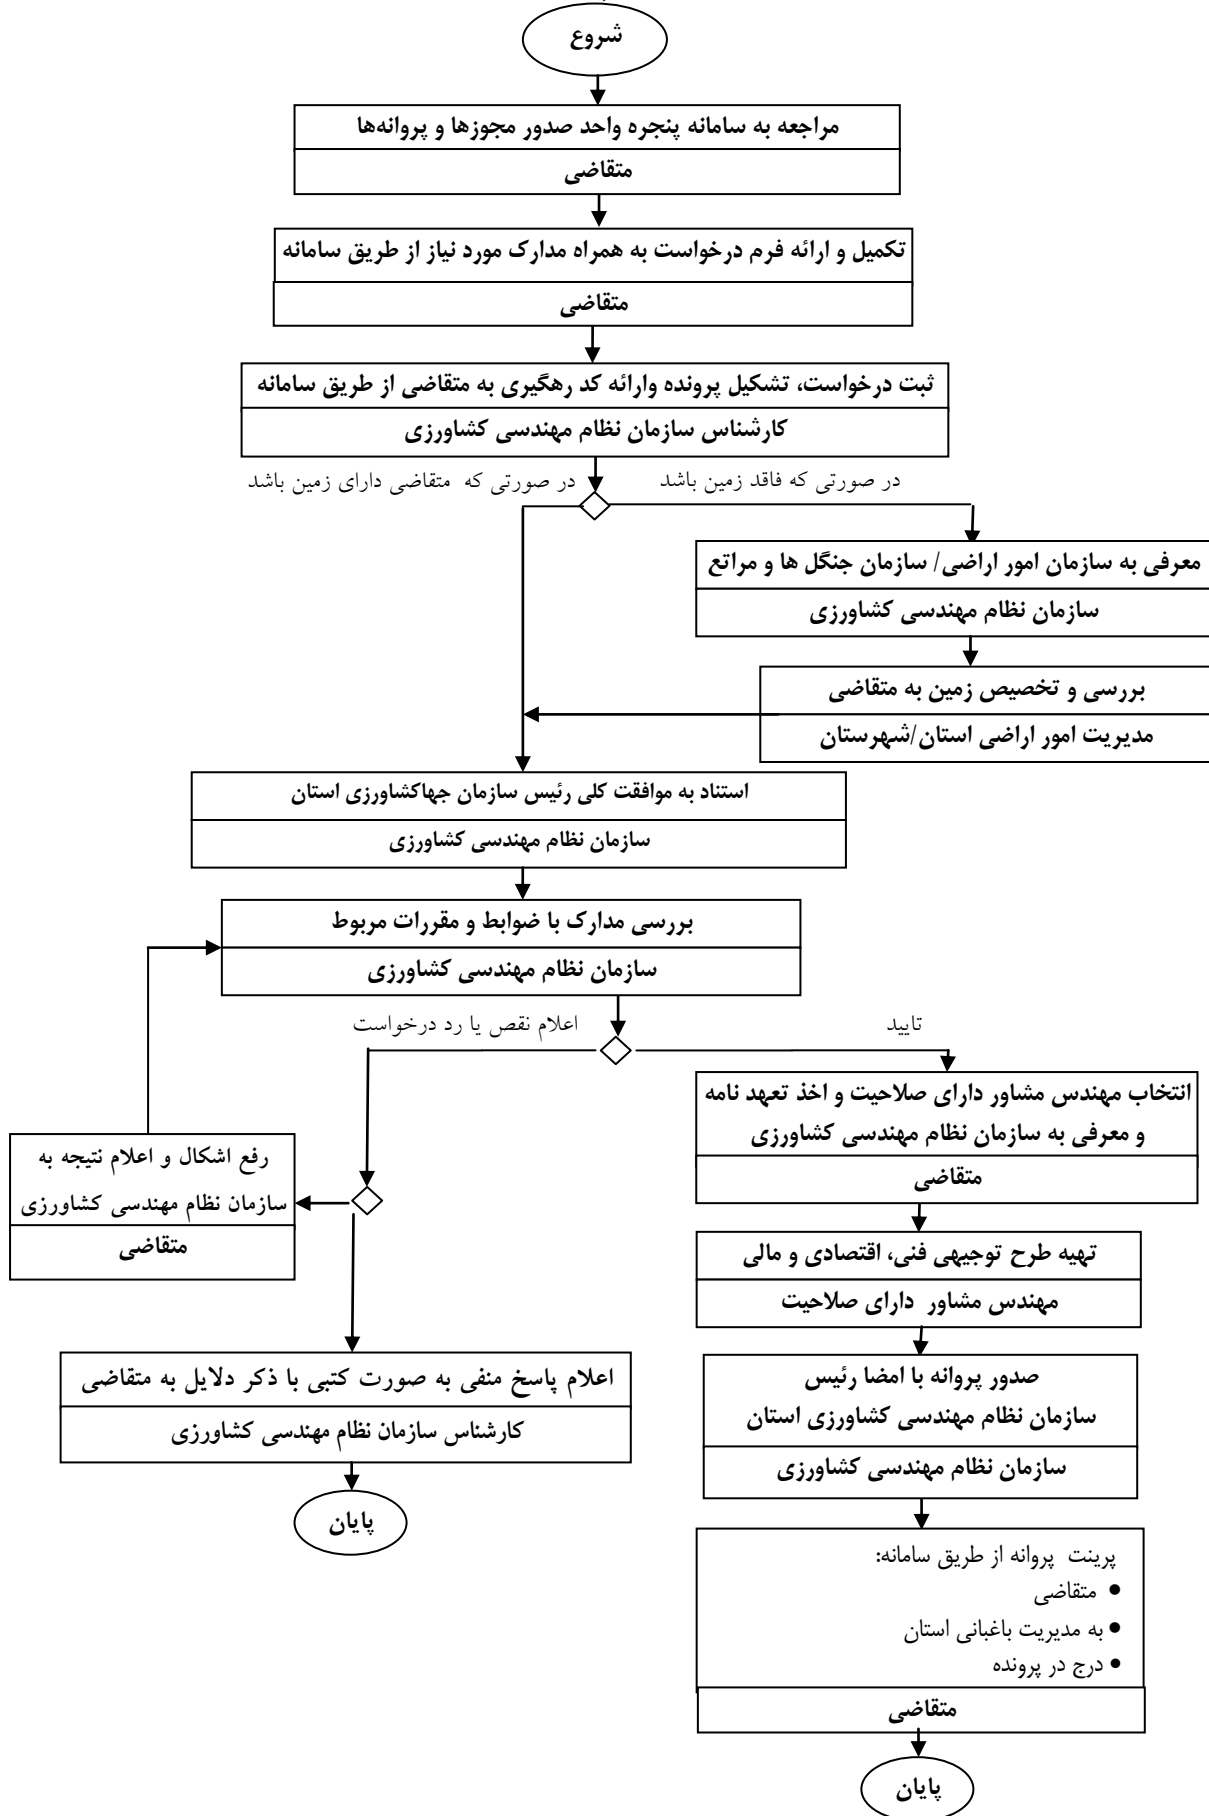 شروع
مراجعه به سامانه پنجره واحد صدور مجوزها و پروانه‌ها
متقاضی
تکمیل و ارائه فرم درخواست به همراه مدارک مورد نیاز از طریق سامانه
متقاضی
ثبت درخواست، تشکیل پرونده وارائه کد رهگیری به متقاضی از طریق سامانه
کارشناس سازمان نظام مهندسی کشاورزی
در صورتی که فاقد زمین باشد
در صورتی که متقاضی دارای زمین باشد
معرفی به سازمان امور اراضی/ سازمان جنگل ها و مراتع
سازمان نظام مهندسی کشاورزی
بررسی و تخصیص زمین به متقاضی
مدیریت امور اراضی استان/شهرستان
استناد به موافقت کلی رئیس سازمان جهاکشاورزی استان
سازمان نظام مهندسی کشاورزی
بررسی مدارک با ضوابط و مقررات مربوط
سازمان نظام مهندسی کشاورزی
تایید
اعلام نقص یا رد درخواست
انتخاب مهندس مشاور دارای صلاحیت و اخذ تعهد نامه
و معرفی به سازمان نظام مهندسی کشاورزی
متقاضی
رفع اشکال و اعلام نتیجه به
سازمان نظام مهندسی کشاورزی
متقاضی
تهیه طرح توجیهی فنی، اقتصادی و مالی
مهندس مشاور دارای صلاحیت
اعلام پاسخ منفی به صورت کتبی با ذکر دلایل به متقاضی
کارشناس سازمان نظام مهندسی کشاورزی
پایان
صدور پروانه با امضا رئیس
سازمان نظام مهندسی کشاورزی استان
سازمان نظام مهندسی کشاورزی
پرینت پروانه از طریق سامانه:
• متقاضی
• به مدیریت باغبانی استان
• درج در پرونده
متقاضی
پایان